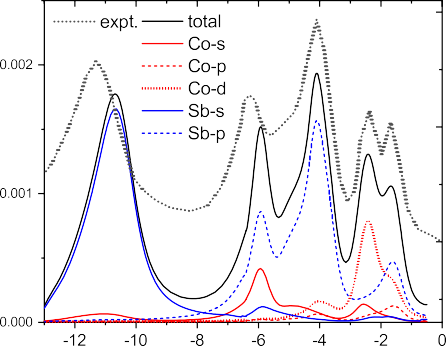 expt.
total
Co-s
Co-p
Co-d
Sb-s
Sb-p
0.002
0.001
0.000
-12 -10 -8 -6 -4 -2 0